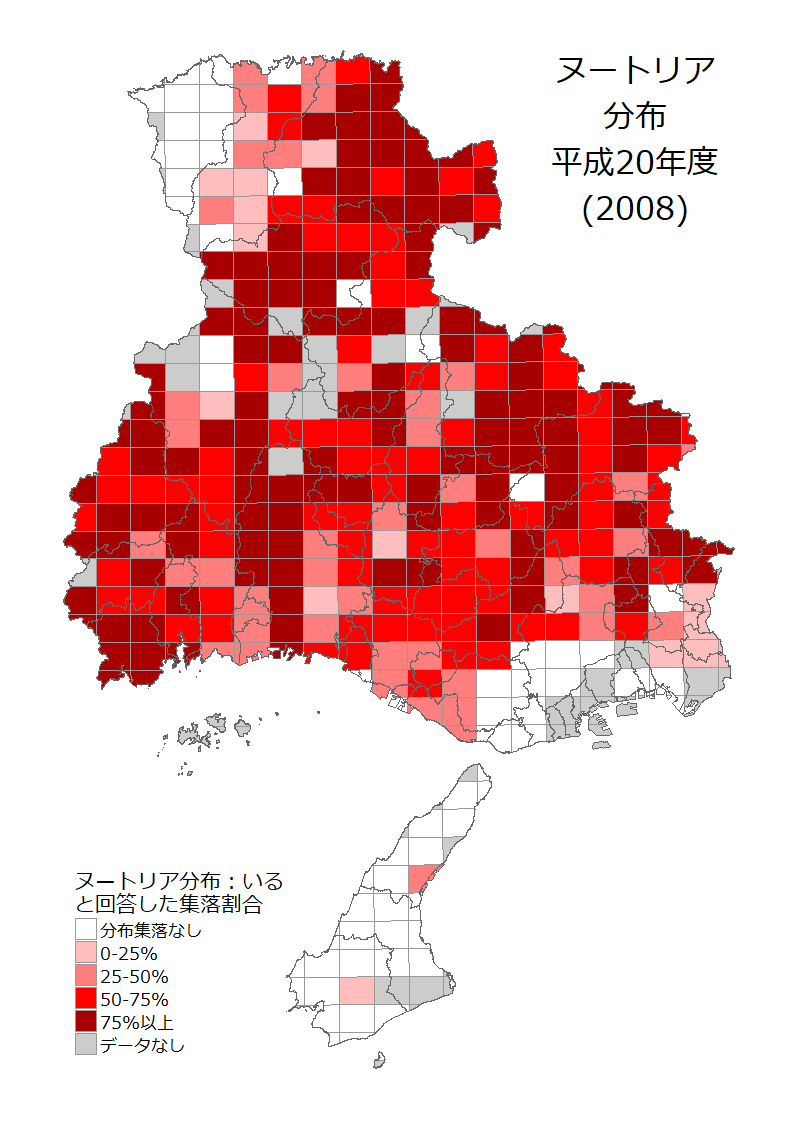 ヌートリア
分布
平成20年度
(2008)
ヌートリア分布：いる
と回答した集落割合
分布集落なし
0-25%
25-50%
50-75%
75%以上
データなし